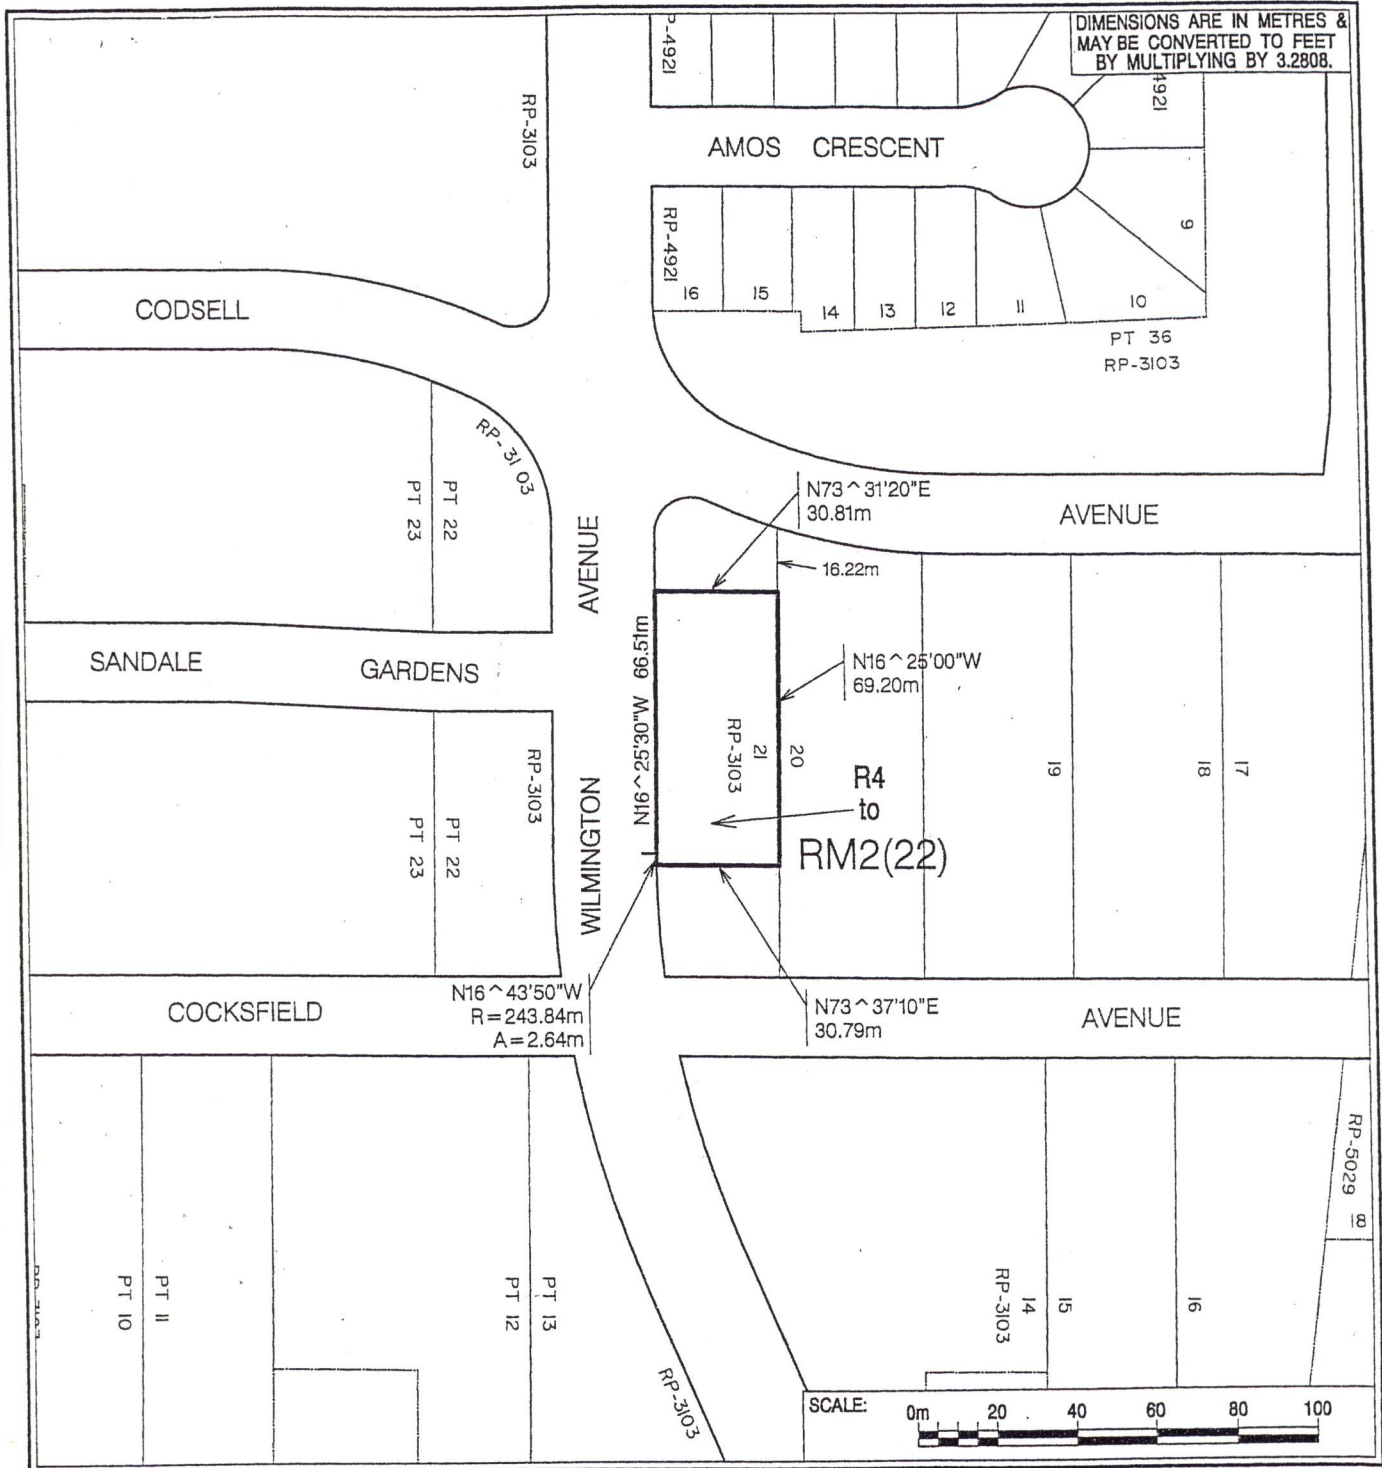 DIMENSIONS ARE IN METRES &
MAY BE CONVERTED TO FEET
BY MULTIPLYING BY 3.2808.
RP-4921
4921
RP-3103
AMOS CRESCENT
9
RP-4921
16
15
14
13
12
11
10
PT 36
RP-3103
CODSELL
RP-3103
PT 23
PT 22
N73^31'20"E
30.81m
AVENUE
AVENUE
16.22m
SANDALE GARDENS
N16^25'30"W 66.51m
N16^25'00"W
69.20m
RP-3103
21
20
R4
to
RM2(22)
19
18
17
RP-3103
PT 23
PT 22
WILMINGTON
COCKSFIELD
N16^43'50"W
R=243.84m
A=2.64m
N73^37'10"E
30.79m
AVENUE
RP-5029
18
PT 10
PT 11
PT 12
PT 13
RP-3103
RP-3103
14
15
16
SCALE:
0m 20 40 60 80 100